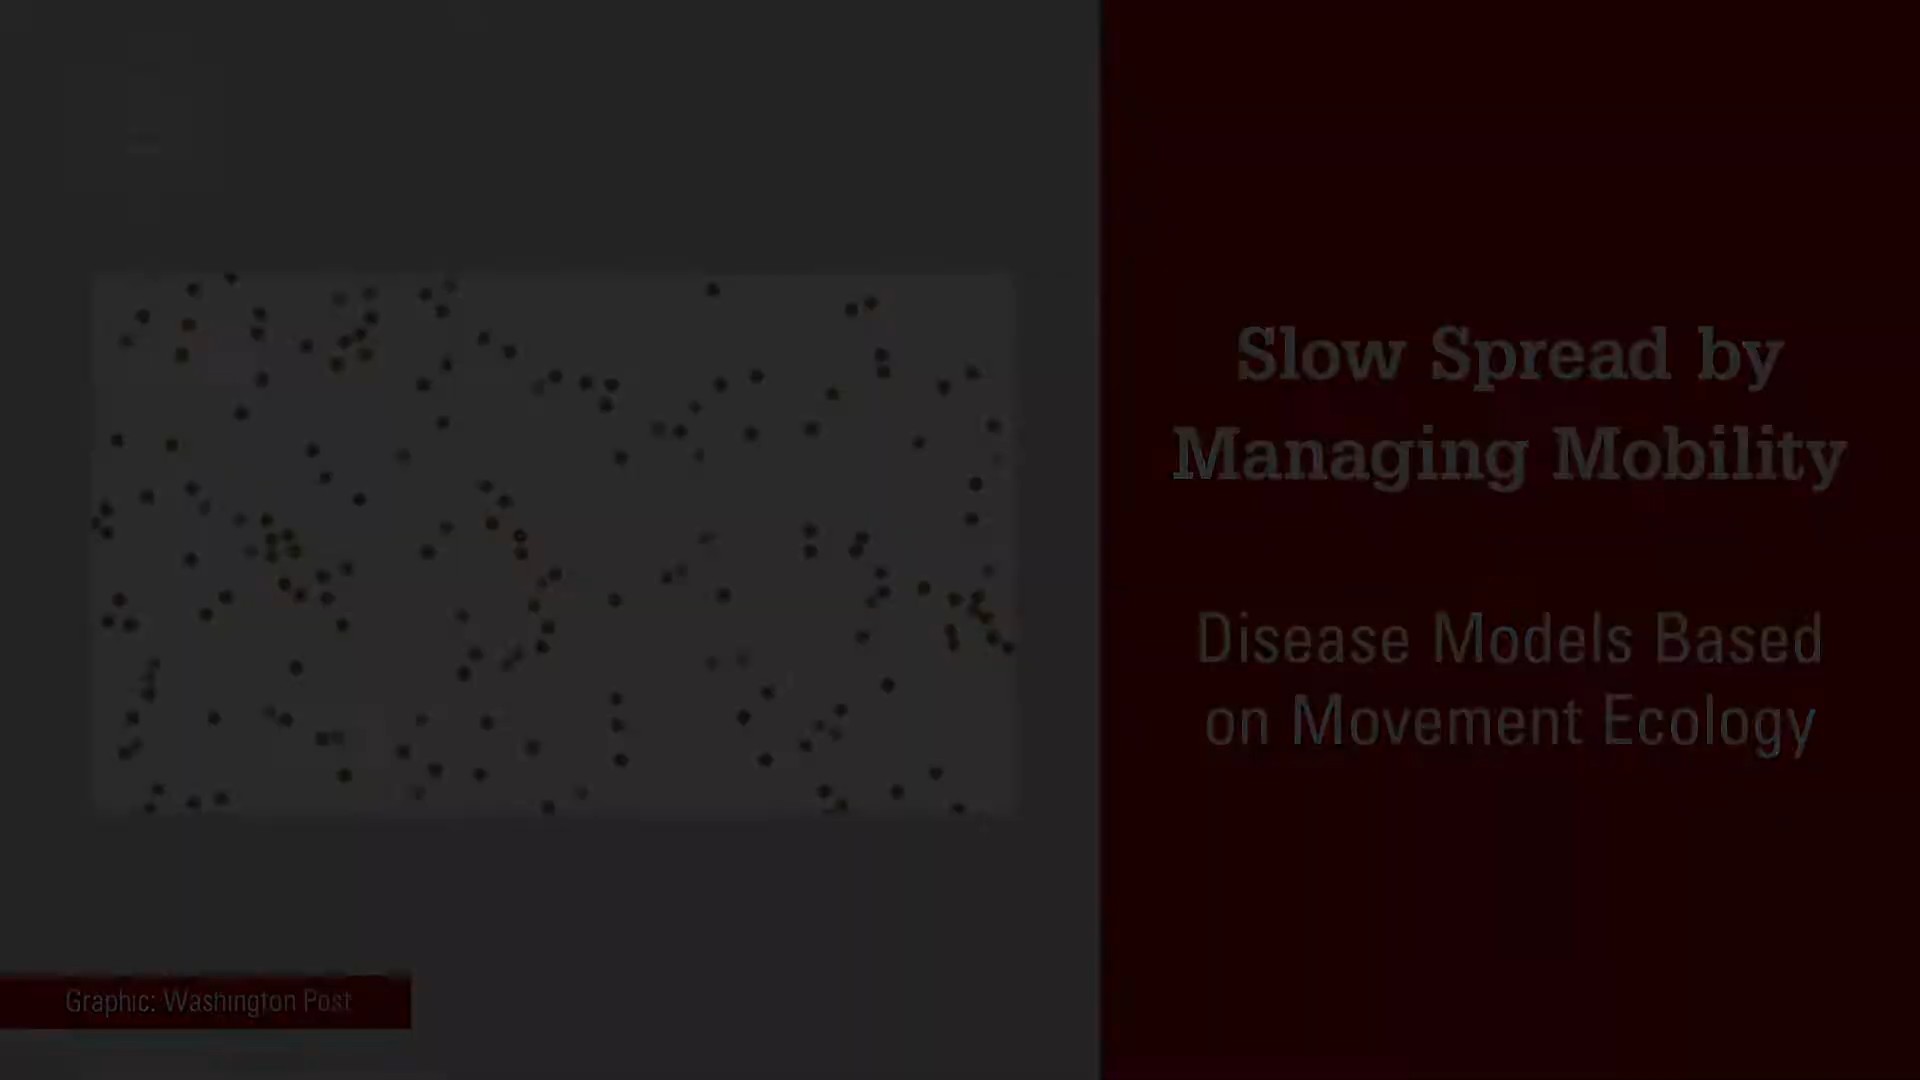 Slow Spread by
Managing Mobility
Disease Models Based
on Movement Ecology
Graphic: Washington Post